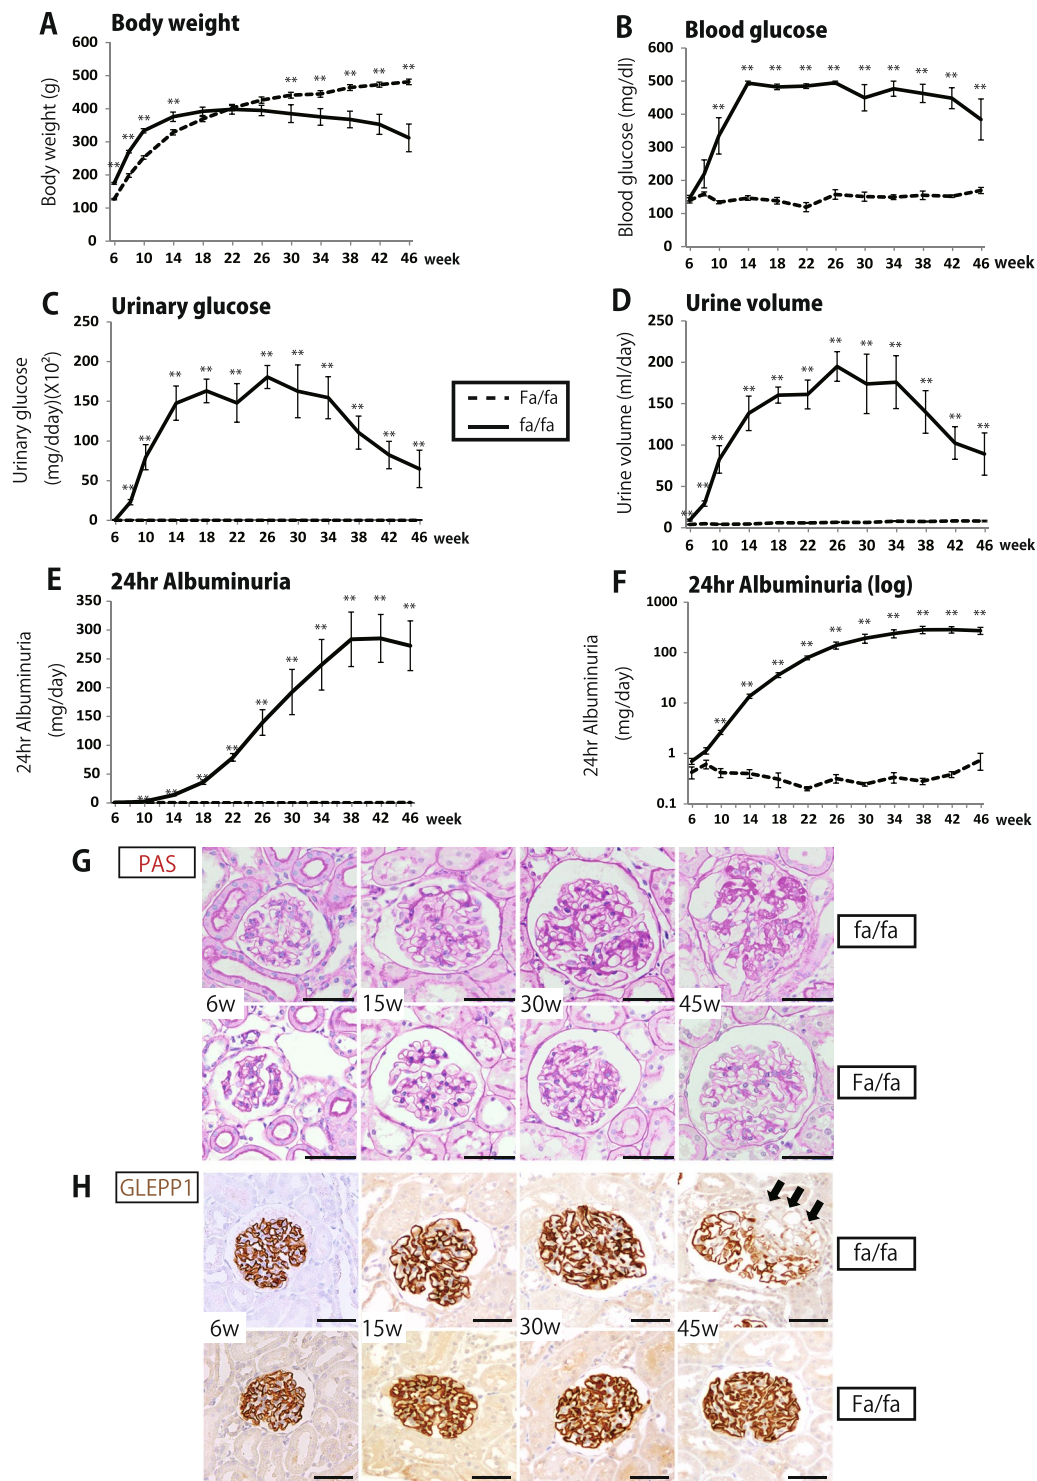 A Body weight
Body weight (g)
600
500
400
300
200
100
0
** ** ** ** ** ** ** ** **
6 10 14 18 22 26 30 34 38 42 46 week
B Blood glucose
Blood glucose (mg/dl)
600
500
400
300
200
100
0
** ** ** ** ** ** ** ** ** **
6 10 14 18 22 26 30 34 38 42 46 week
C Urinary glucose
Urinary glucose
(mg/dday)(X10²)
250
200
150
100
50
0
** ** ** ** ** ** ** ** ** ** **
6 10 14 18 22 26 30 34 38 42 46 week
Fa/fa
fa/fa
D Urine volume
Urine volume (ml/day)
250
200
150
100
50
0
** ** ** ** ** ** ** ** ** ** ** **
6 10 14 18 22 26 30 34 38 42 46 week
E 24hr Albuminuria
24hr Albuminuria
(mg/day)
350
300
250
200
150
100
50
0
** ** ** ** ** ** ** ** ** **
6 10 14 18 22 26 30 34 38 42 46 week
F 24hr Albuminuria (log)
24hr Albuminuria
(mg/day)
1000
100
10
1
0.1
** ** ** ** ** ** ** ** ** **
6 10 14 18 22 26 30 34 38 42 46 week
G PAS
fa/fa
6w 15w 30w 45w
Fa/fa
H GLEPP1
fa/fa
6w 15w 30w 45w
Fa/fa